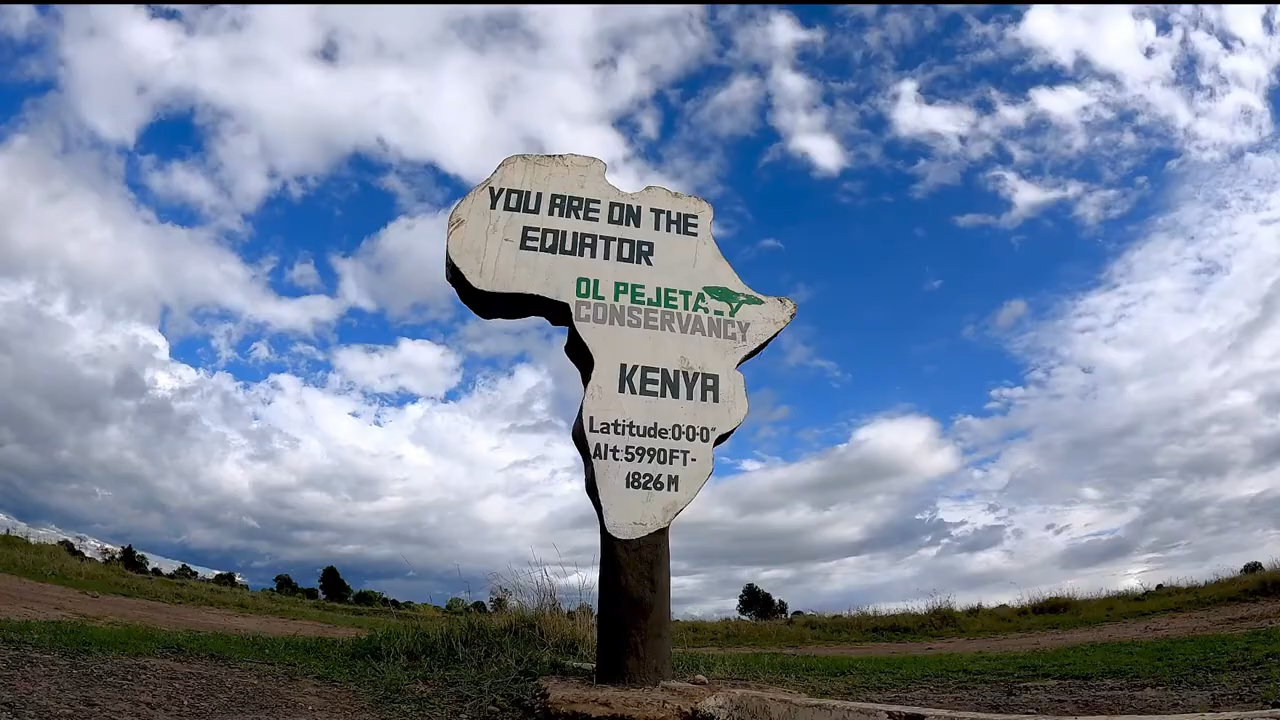 YOU ARE ON THE
EQUATOR
OL PEJETA
CONSERVANCY
KENYA
Latitude:0·0·0″
Alt:5990FT-
1826M